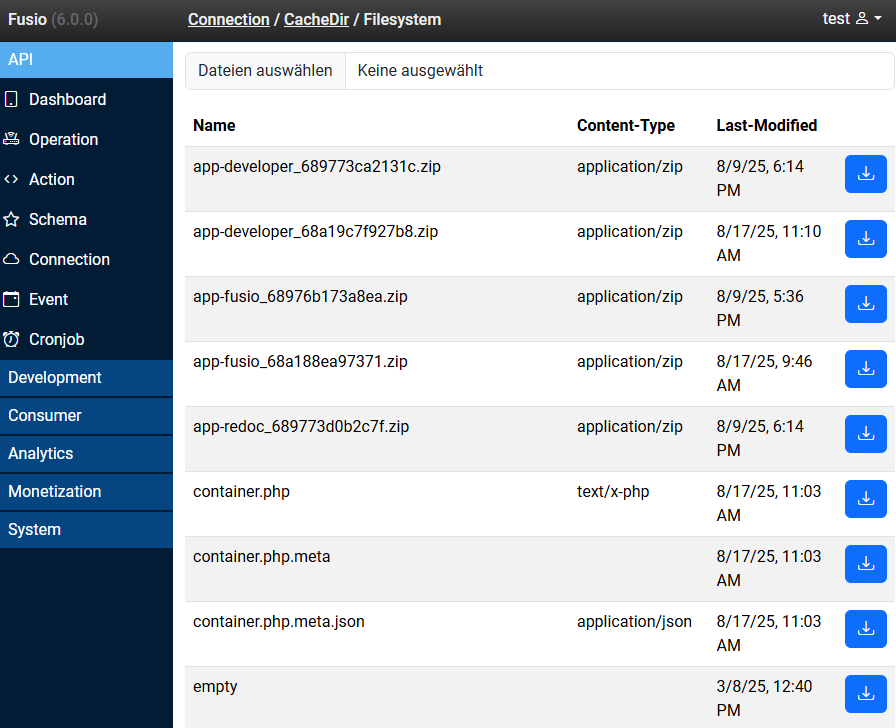 Fusio (6.0.0)
Connection / CacheDir / Filesystem
test
API
Dashboard
Operation
Action
Schema
Connection
Event
Cronjob
Development
Consumer
Analytics
Monetization
System
Dateien auswählen Keine ausgewählt
Name Content-Type Last-Modified
app-developer_689773ca2131c.zip application/zip 8/9/25, 6:14
PM
app-developer_68a19c7f927b8.zip application/zip 8/17/25, 11:10
AM
app-fusio_68976b173a8ea.zip application/zip 8/9/25, 5:36
PM
app-fusio_68a188ea97371.zip application/zip 8/17/25, 9:46
AM
app-redoc_689773d0b2c7f.zip application/zip 8/9/25, 6:14
PM
container.php text/x-php 8/17/25, 11:03
AM
container.php.meta 8/17/25, 11:03
AM
container.php.meta.json application/json 8/17/25, 11:03
AM
empty 3/8/25, 12:40
PM